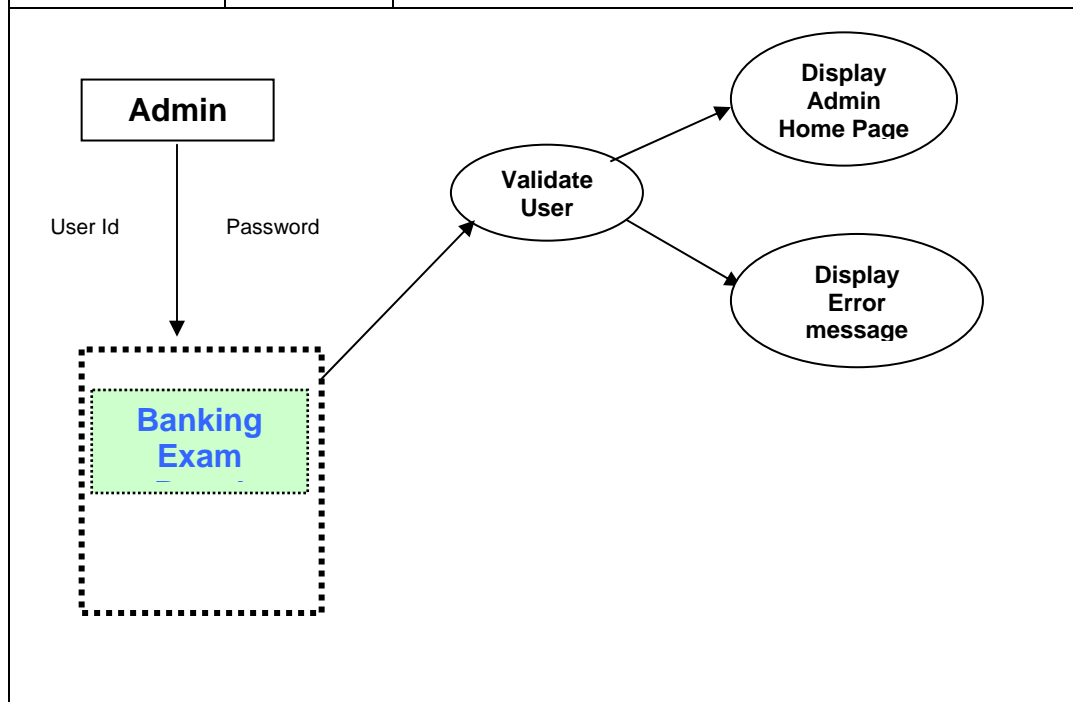 Admin
User Id Password
Banking
Exam
Validate
User
Display
Admin
Home Page
Display
Error
message